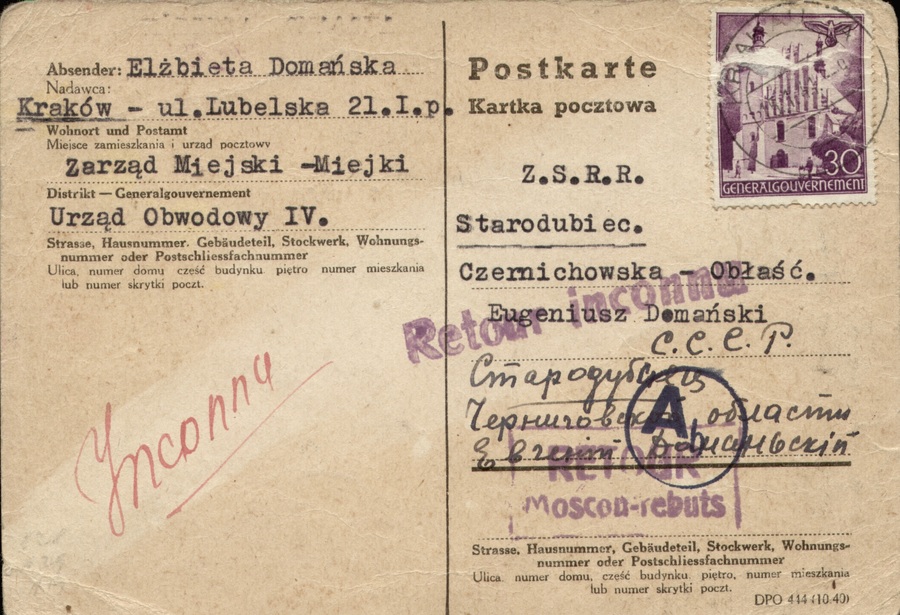 Absender: Elżbieta Domańska
Nadawca:
Kraków – ul.Lubelska 21.I.p.
Wohnort und Postamt
Miejsce zamieszkania i urząd pocztowy
Zarząd Miejski –Miejki
Distrikt — Generalgouvernement
Urząd Obwodowy IV.
Strasse, Hausnummer. Gebäudeteil, Stockwerk, Wohnungs-
nummer oder Postschliessfachnummer
Ulica, numer domu część budynku, piętro numer mieszkania
lub numer skrytki poczt.
Inconnu
Postkarte
Kartka pocztowa
30
GENERALGOUVERNEMENT
Z.S.R.R.
Starodubiec.
Czernichowska – Obłaść.
Eugeniusz Domański
Retour inconnu
С.С.С.Р.
Стародубец
Черниговской области
Евгений Доманьскій
A
b
RETOUR
Moscou-rebuts
Strasse, Hausnummer, Gebäudeteil, Stockwerk, Wohnungs-
nummer oder Postschliessfachnummer
Ulica, numer domu, część budynku, piętro, numer mieszkania
lub numer skrytki poczt.
DPO 414 (10.40)